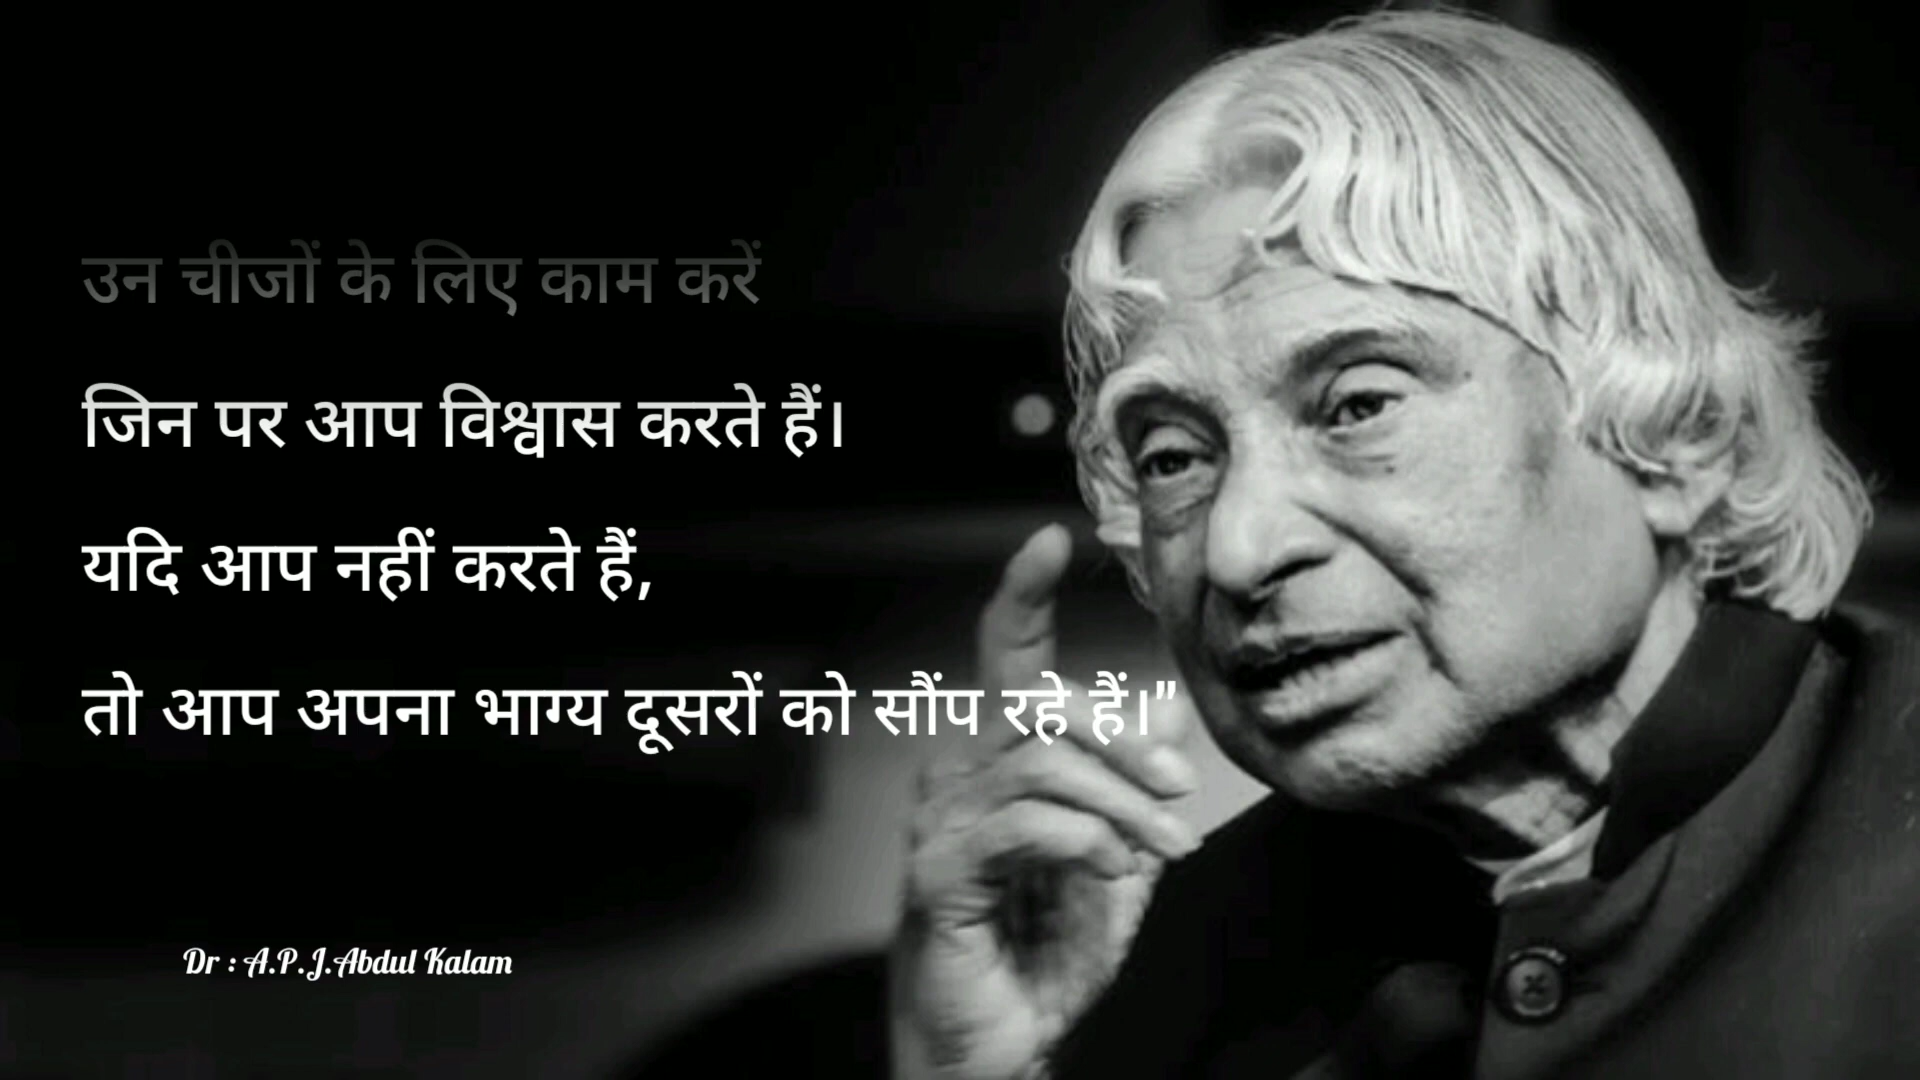 उन चीजों के लिए काम करें
जिन पर आप विश्वास करते हैं।
यदि आप नहीं करते हैं,
तो आप अपना भाग्य दूसरों को सौंप रहे हैं।”
Dr : A.P.J.Abdul Kalam